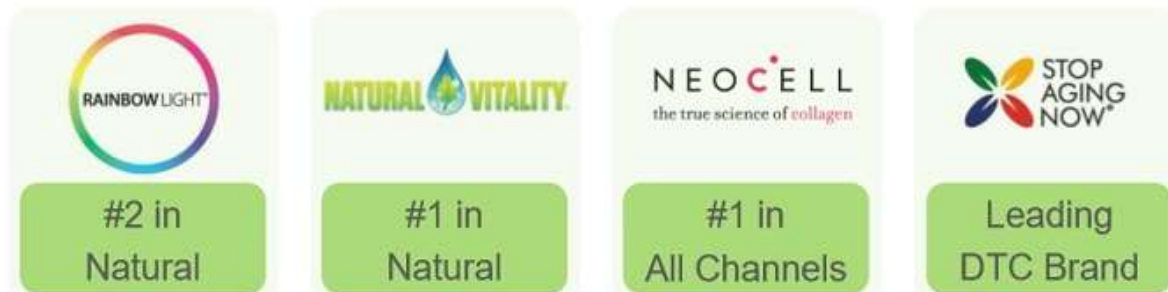 RAINBOW LIGHT®
#2 in
Natural
NATURAL VITALITY
#1 in
Natural
NEOCELL
the true science of collagen
#1 in
All Channels
STOP
AGING
NOW®
Leading
DTC Brand